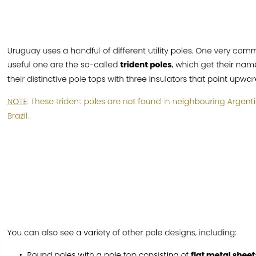 Uruguay uses a handful of different utility poles. One very comm
useful one are the so-called trident poles, which get their nam
their distinctive pole tops with three insulators that point upwar
NOTE: These trident poles are not found in neighbouring Argenti
Brazil.
You can also see a variety of other pole designs, including:
• Round poles with a pole top consisting of flat metal sheet